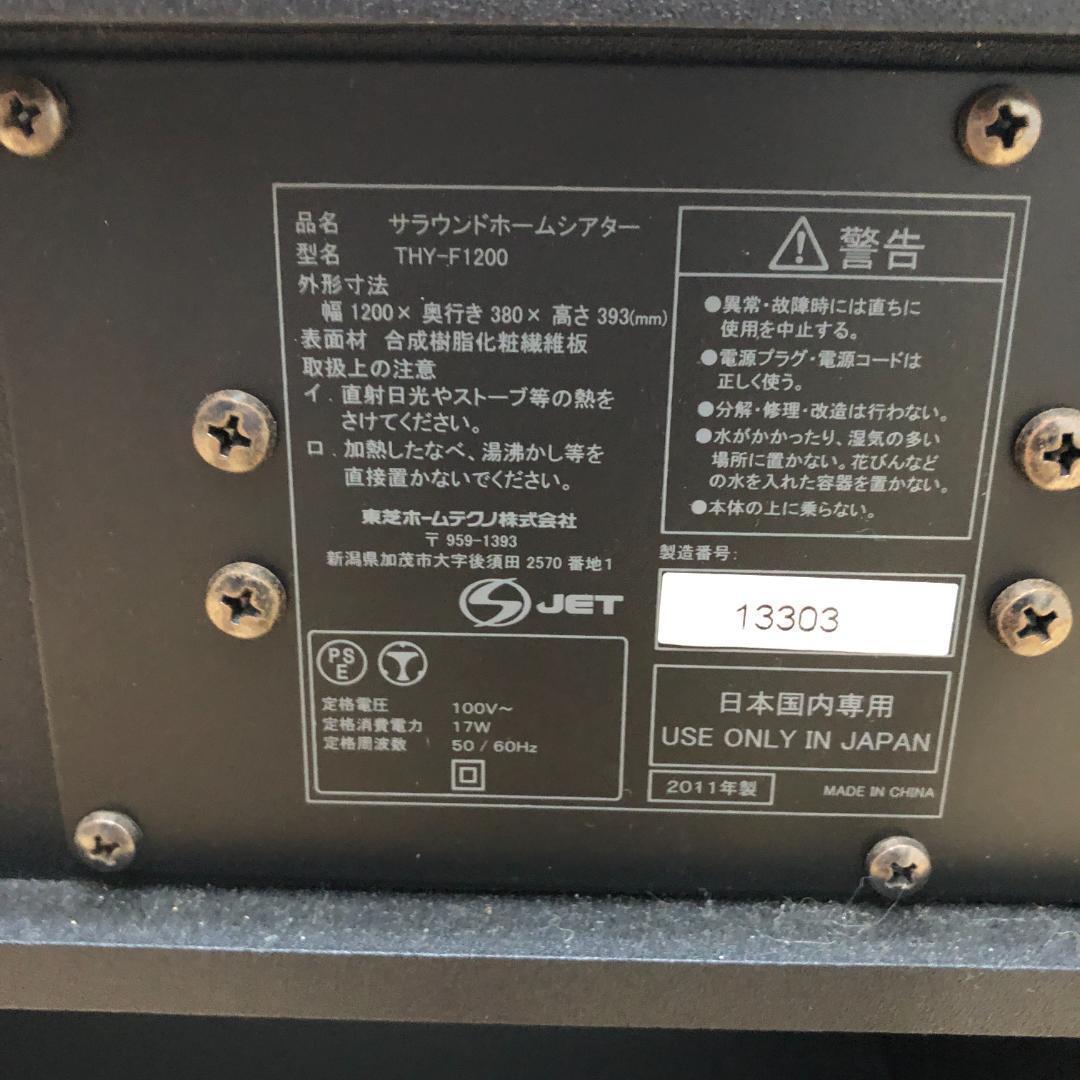 品名 サラウンドホームシアター
型名 THY-F1200
外形寸法
幅 1200× 奥行き 380× 高さ 393(mm)
表面材 合成樹脂化粧繊維板
取扱上の注意
イ．直射日光やストーブ等の熱を
さけてください。
ロ．加熱したなべ、湯沸かし等を
直接置かないでください。
東芝ホームテクノ株式会社
〒 959-1393
新潟県加茂市大字後須田 2570 番地1
S JET
PS
E
定格電圧 100V～
定格消費電力 17W
定格周波数 50 / 60Hz
警告
●異常・故障時には直ちに
使用を中止する。
●電源プラグ・電源コードは
正しく使う。
●分解・修理・改造は行わない。
●水がかかったり、湿気の多い
場所に置かない。花びんなど
の水を入れた容器を置かない。
●本体の上に乗らない。
製造番号:
13303
日本国内専用
USE ONLY IN JAPAN
2011年製
MADE IN CHINA